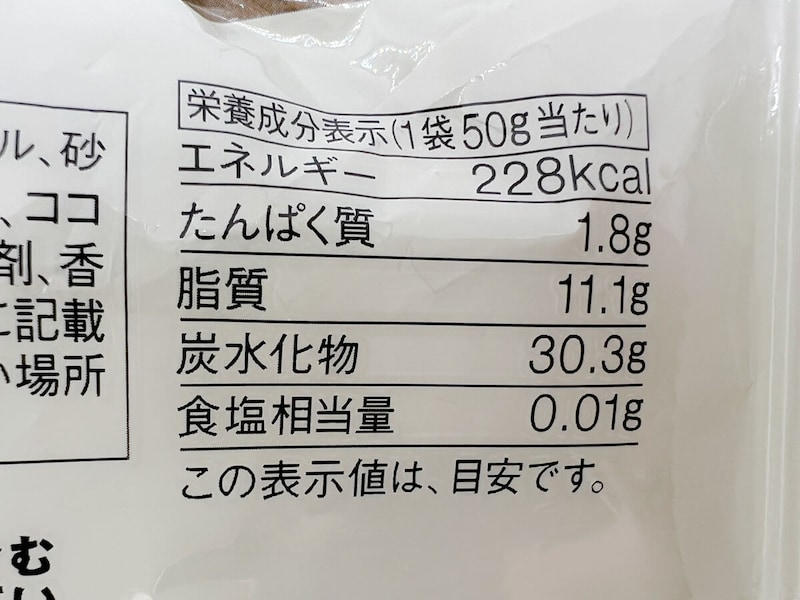 ル、砂
、ココ
剤、香
に記載
い場所
栄養成分表示(1袋50g当たり)
エネルギー 228kcal
たんぱく質 1.8g
脂質 11.1g
炭水化物 30.3g
食塩相当量 0.01g
この表示値は、目安です。
む